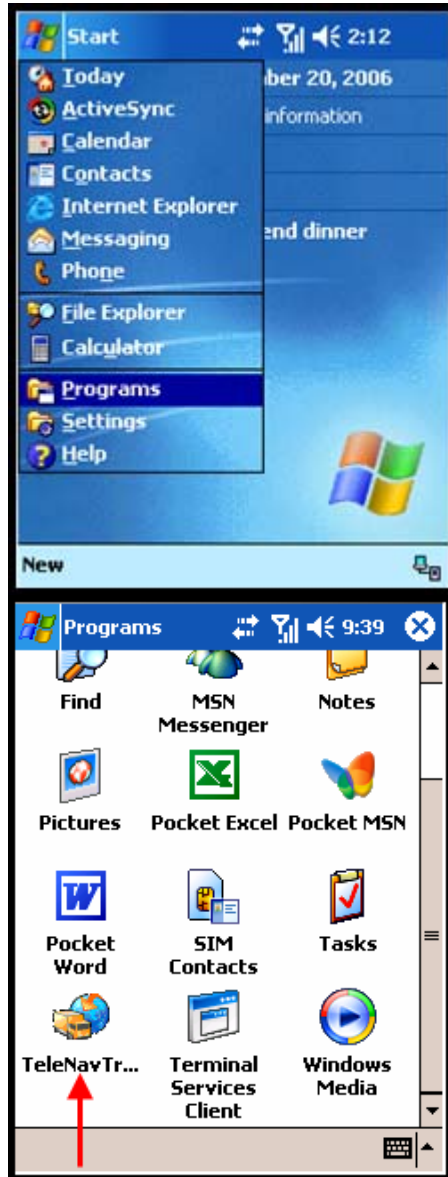 Start 2:12
Today
ber 20, 2006
ActiveSync
information
Calendar
Contacts
Internet Explorer
Messaging
end dinner
Phone
File Explorer
Calculator
Programs
Settings
Help
New
Programs 9:39
Find
MSN Messenger
Notes
Pictures
Pocket Excel
Pocket MSN
Pocket Word
SIM Contacts
Tasks
TeleNavTr...
Terminal Services Client
Windows Media